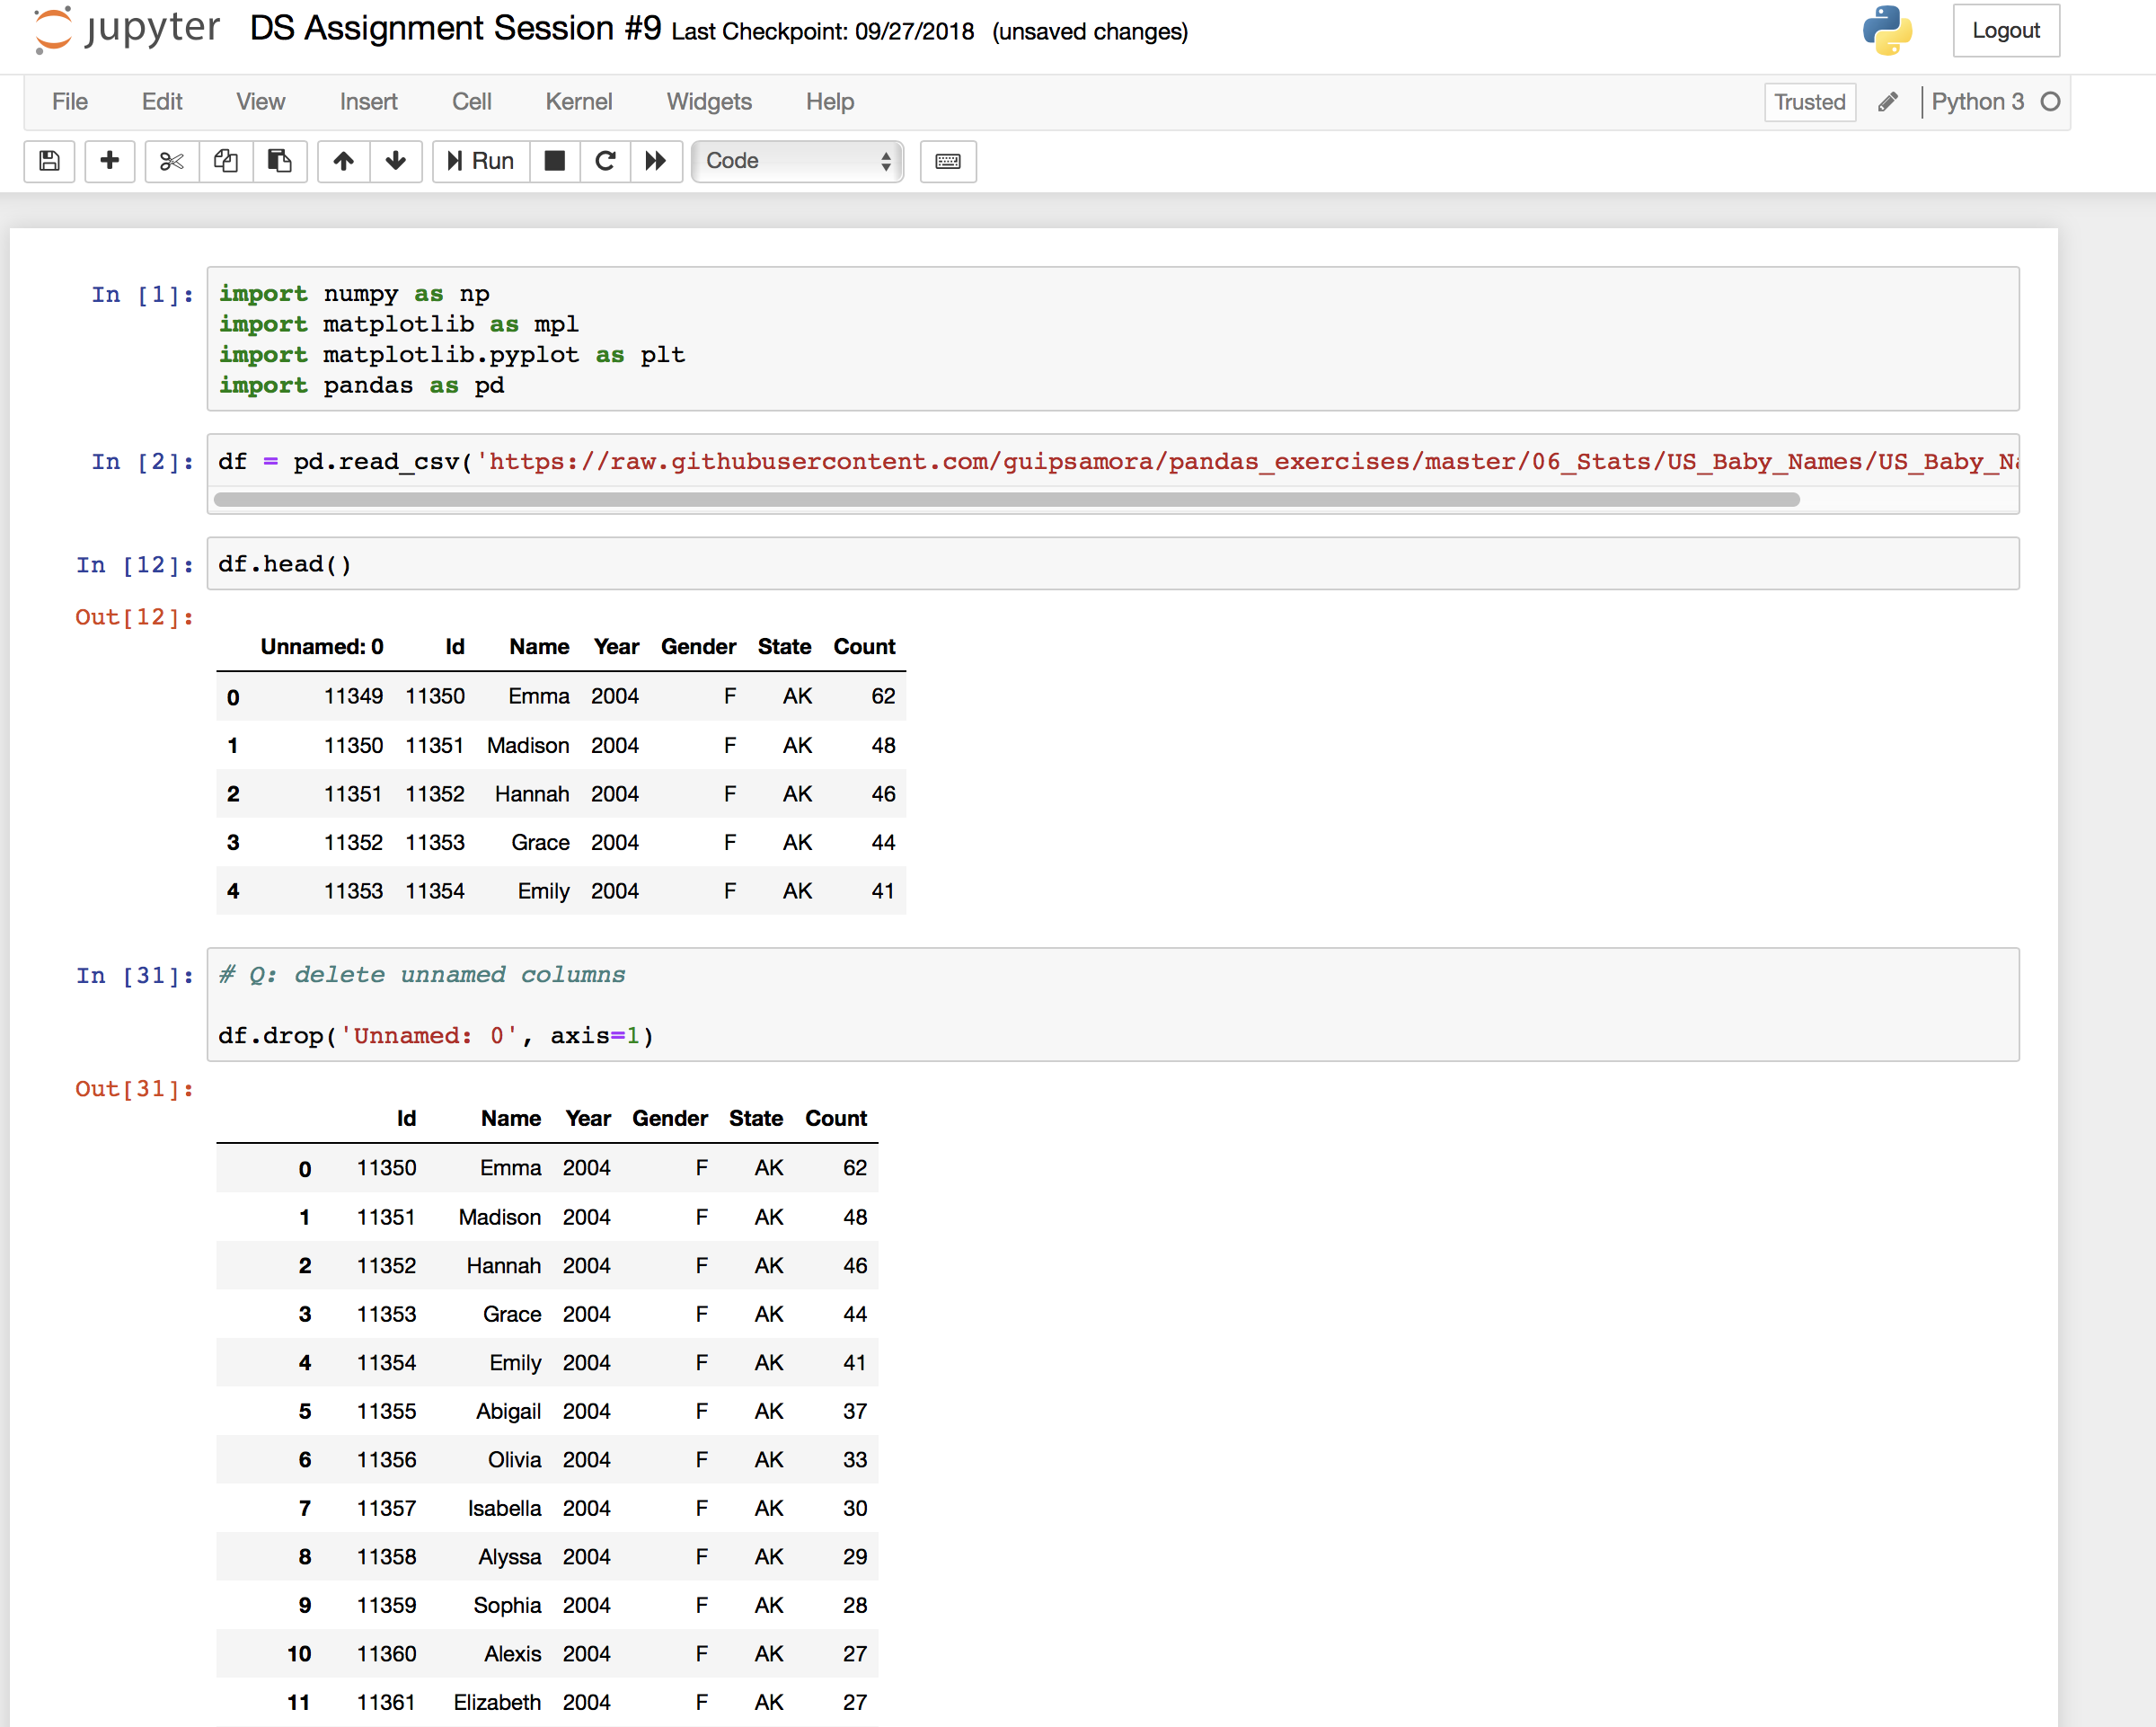 jupyter DS Assignment Session #9 Last Checkpoint: 09/27/2018 (unsaved changes) Logout
File Edit View Insert Cell Kernel Widgets Help Trusted Python 3
Run Code
In [1]: import numpy as np
import matplotlib as mpl
import matplotlib.pyplot as plt
import pandas as pd
In [2]: df = pd.read_csv('https://raw.githubusercontent.com/guipsamora/pandas_exercises/master/06_Stats/US_Baby_Names/US_Baby_Na
In [12]: df.head()
Out[12]:
Unnamed: 0 Id Name Year Gender State Count
0 11349 11350 Emma 2004 F AK 62
1 11350 11351 Madison 2004 F AK 48
2 11351 11352 Hannah 2004 F AK 46
3 11352 11353 Grace 2004 F AK 44
4 11353 11354 Emily 2004 F AK 41
In [31]: # Q: delete unnamed columns
df.drop('Unnamed: 0', axis=1)
Out[31]:
Id Name Year Gender State Count
0 11350 Emma 2004 F AK 62
1 11351 Madison 2004 F AK 48
2 11352 Hannah 2004 F AK 46
3 11353 Grace 2004 F AK 44
4 11354 Emily 2004 F AK 41
5 11355 Abigail 2004 F AK 37
6 11356 Olivia 2004 F AK 33
7 11357 Isabella 2004 F AK 30
8 11358 Alyssa 2004 F AK 29
9 11359 Sophia 2004 F AK 28
10 11360 Alexis 2004 F AK 27
11 11361 Elizabeth 2004 F AK 27